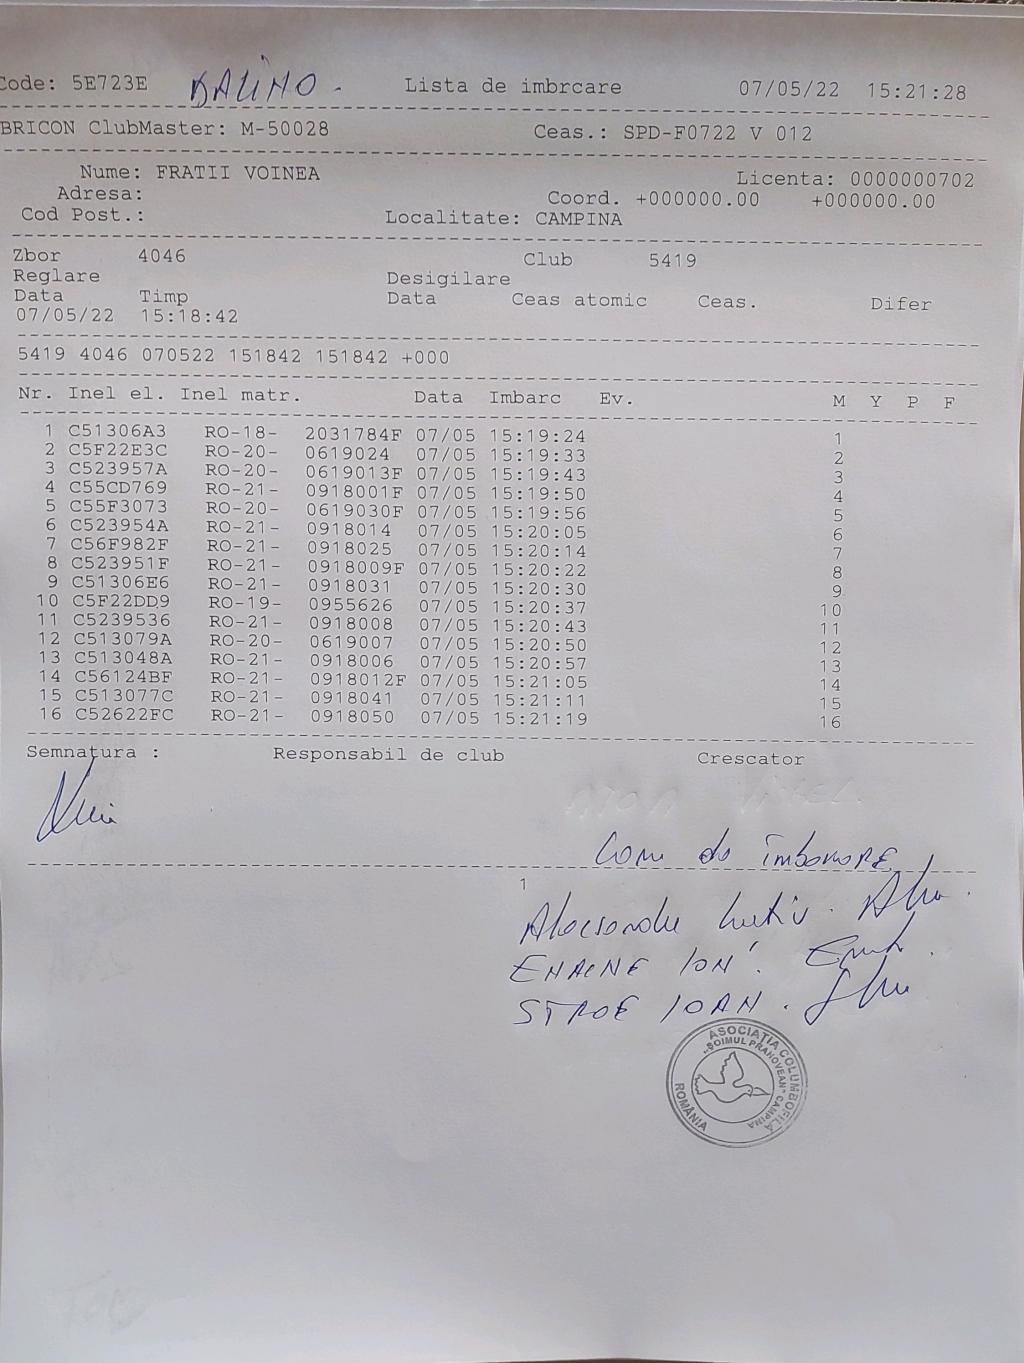 Code: 5E723E Lista de imbrcare 07/05/22 15:21:28
BRICON ClubMaster: M-50028 Ceas.: SPD-F0722 V 012
Nume: FRATII VOINEA Licenta: 0000000702
Adresa: Coord. +000000.00 +000000.00
Cod Post.: Localitate: CAMPINA
Zbor 4046 Club 5419
Reglare Desigilare
Data Timp Data Ceas atomic Ceas. Difer
07/05/22 15:18:42
5419 4046 070522 151842 151842 +000
Nr. Inel el. Inel matr. Data Imbarc Ev. M Y P F
1 C51306A3 RO-18- 2031784F 07/05 15:19:24 1
2 C5F22E3C RO-20- 0619024 07/05 15:19:33 2
3 C523957A RO-20- 0619013F 07/05 15:19:43 3
4 C55CD769 RO-21- 0918001F 07/05 15:19:50 4
5 C55F3073 RO-20- 0619030F 07/05 15:19:56 5
6 C523954A RO-21- 0918014 07/05 15:20:05 6
7 C56F982F RO-21- 0918025 07/05 15:20:14 7
8 C523951F RO-21- 0918009F 07/05 15:20:22 8
9 C51306E6 RO-21- 0918031 07/05 15:20:30 9
10 C5F22DD9 RO-19- 0955626 07/05 15:20:37 10
11 C5239536 RO-21- 0918008 07/05 15:20:43 11
12 C513079A RO-20- 0619007 07/05 15:20:50 12
13 C513048A RO-21- 0918006 07/05 15:20:57 13
14 C56124BF RO-21- 0918012F 07/05 15:21:05 14
15 C513077C RO-21- 0918041 07/05 15:21:11 15
16 C52622FC RO-21- 0918050 07/05 15:21:19 16
Semnatura : Responsabil de club Crescator
1
ENACHE ION
STROE IOAN.
ASOCIAȚIA COLUMBOFILĂ
"ȘOIMUL PRAHOVEAN" CAMPINA
ROMÂNIA